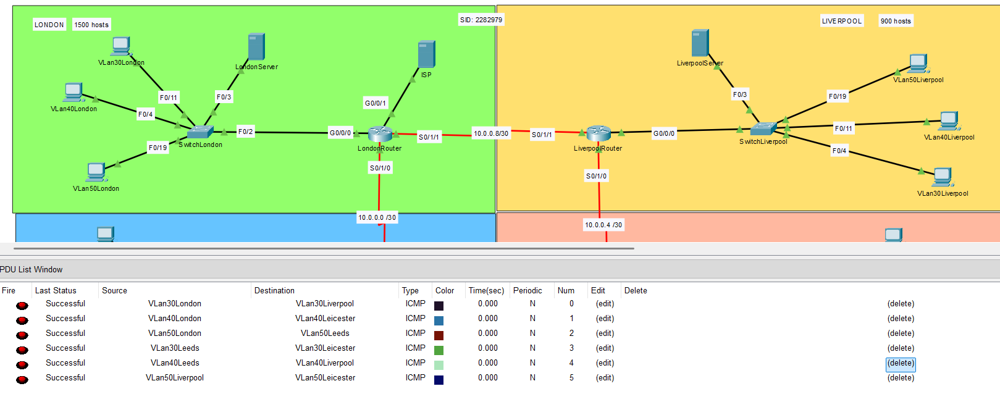 LONDON 1500 hosts
SID: 2282979
LIVERPOOL 900 hosts
VLan30London
LondonServer
ISP
LiverpoolServer
VLan50Liverpool
VLan40London
F0/11
F0/3
G0/0/1
F0/3
F0/19
F0/4
F0/2
G0/0/0
S0/1/1
10.0.0.8/30
S0/1/1
G0/0/0
F0/11
VLan40Liverpool
SwitchLondon
LondonRouter
LiverpoolRouter
SwitchLiverpool
F0/19
F0/4
VLan50London
S0/1/0
S0/1/0
VLan30Liverpool
10.0.0.0 /30
10.0.0.4 /30
PDU List Window
Fire Last Status Source Destination Type Color Time(sec) Periodic Num Edit Delete
Successful VLan30London VLan30Liverpool ICMP 0.000 N 0 (edit) (delete)
Successful VLan40London VLan40Leicester ICMP 0.000 N 1 (edit) (delete)
Successful VLan50London VLan50Leeds ICMP 0.000 N 2 (edit) (delete)
Successful VLan30Leeds VLan30Leicester ICMP 0.000 N 3 (edit) (delete)
Successful VLan40Leeds VLan40Liverpool ICMP 0.000 N 4 (edit) (delete)
Successful VLan50Liverpool VLan50Leicester ICMP 0.000 N 5 (edit) (delete)